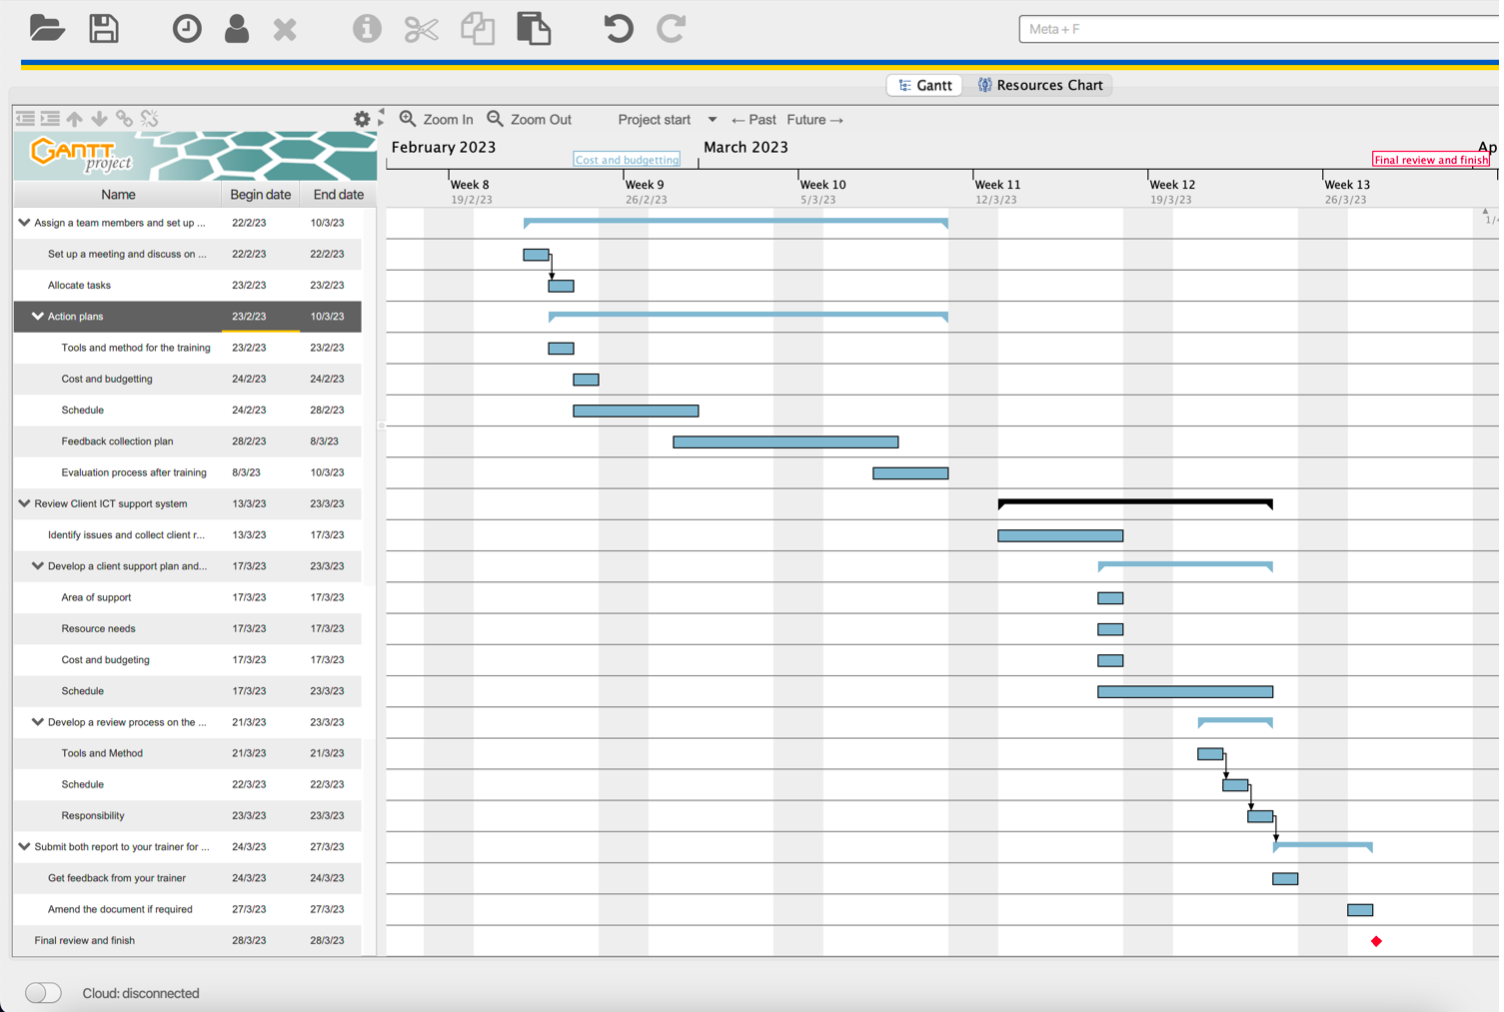 Meta + F
Gantt
Resources Chart
Zoom In
Zoom Out
Project start
← Past
Future →
GANTT
project
February 2023
March 2023
Ap
Cost and budgetting
Final review and finish
Name
Begin date
End date
Week 8
Week 9
Week 10
Week 11
Week 12
Week 13
19/2/23
26/2/23
5/3/23
12/3/23
19/3/23
26/3/23
Assign a team members and set up ... 22/2/23 10/3/23
Set up a meeting and discuss on ... 22/2/23 22/2/23
Allocate tasks 23/2/23 23/2/23
Action plans 23/2/23 10/3/23
Tools and method for the training 23/2/23 23/2/23
Cost and budgetting 24/2/23 24/2/23
Schedule 24/2/23 28/2/23
Feedback collection plan 28/2/23 8/3/23
Evaluation process after training 8/3/23 10/3/23
Review Client ICT support system 13/3/23 23/3/23
Identify issues and collect client r... 13/3/23 17/3/23
Develop a client support plan and... 17/3/23 23/3/23
Area of support 17/3/23 17/3/23
Resource needs 17/3/23 17/3/23
Cost and budgeting 17/3/23 17/3/23
Schedule 17/3/23 23/3/23
Develop a review process on the ... 21/3/23 23/3/23
Tools and Method 21/3/23 21/3/23
Schedule 22/3/23 22/3/23
Responsibility 23/3/23 23/3/23
Submit both report to your trainer for ... 24/3/23 27/3/23
Get feedback from your trainer 24/3/23 24/3/23
Amend the document if required 27/3/23 27/3/23
Final review and finish 28/3/23 28/3/23
Cloud: disconnected